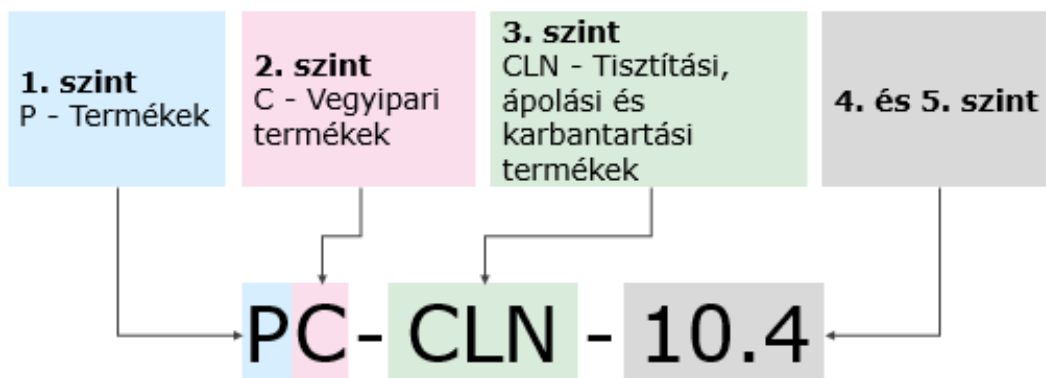 1. szint
P - Termékek
2. szint
C - Vegyipari
termékek
3. szint
CLN - Tisztítási,
ápolási és
karbantartási
termékek
4. és 5. szint
PC - CLN - 10.4